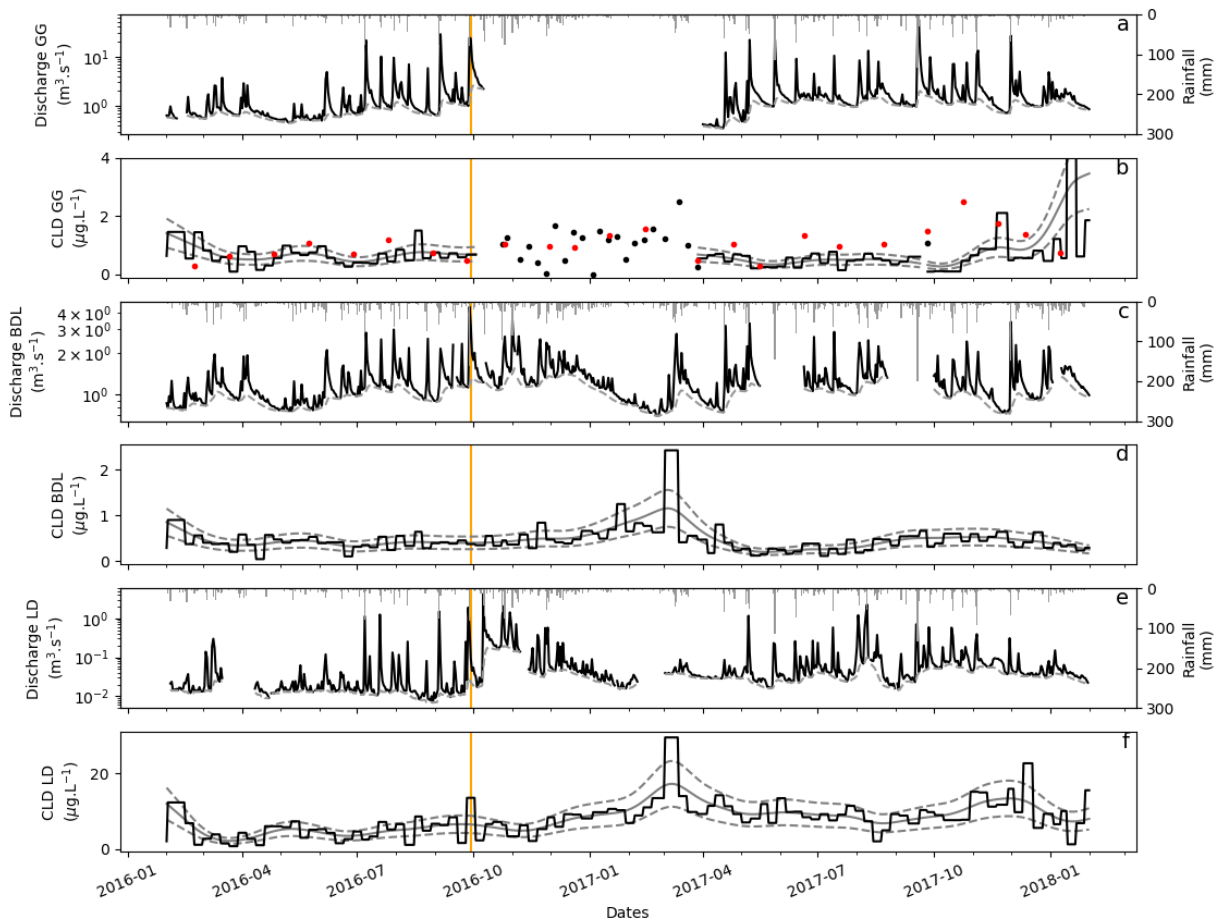 Discharge GG
(m³.s⁻¹)
10¹
10⁰
a
0
100
200
300
Rainfall
(mm)
CLD GG
(µg.L⁻¹)
4
2
0
b
Discharge BDL
(m³.s⁻¹)
4 × 10⁰
3 × 10⁰
2 × 10⁰
10⁰
c
0
100
200
300
Rainfall
(mm)
CLD BDL
(µg.L⁻¹)
2
1
0
d
Discharge LD
(m³.s⁻¹)
10⁰
10⁻¹
10⁻²
e
0
100
200
300
Rainfall
(mm)
CLD LD
(µg.L⁻¹)
20
0
f
2016-01
2016-04
2016-07
2016-10
2017-01
2017-04
2017-07
2017-10
2018-01
Dates